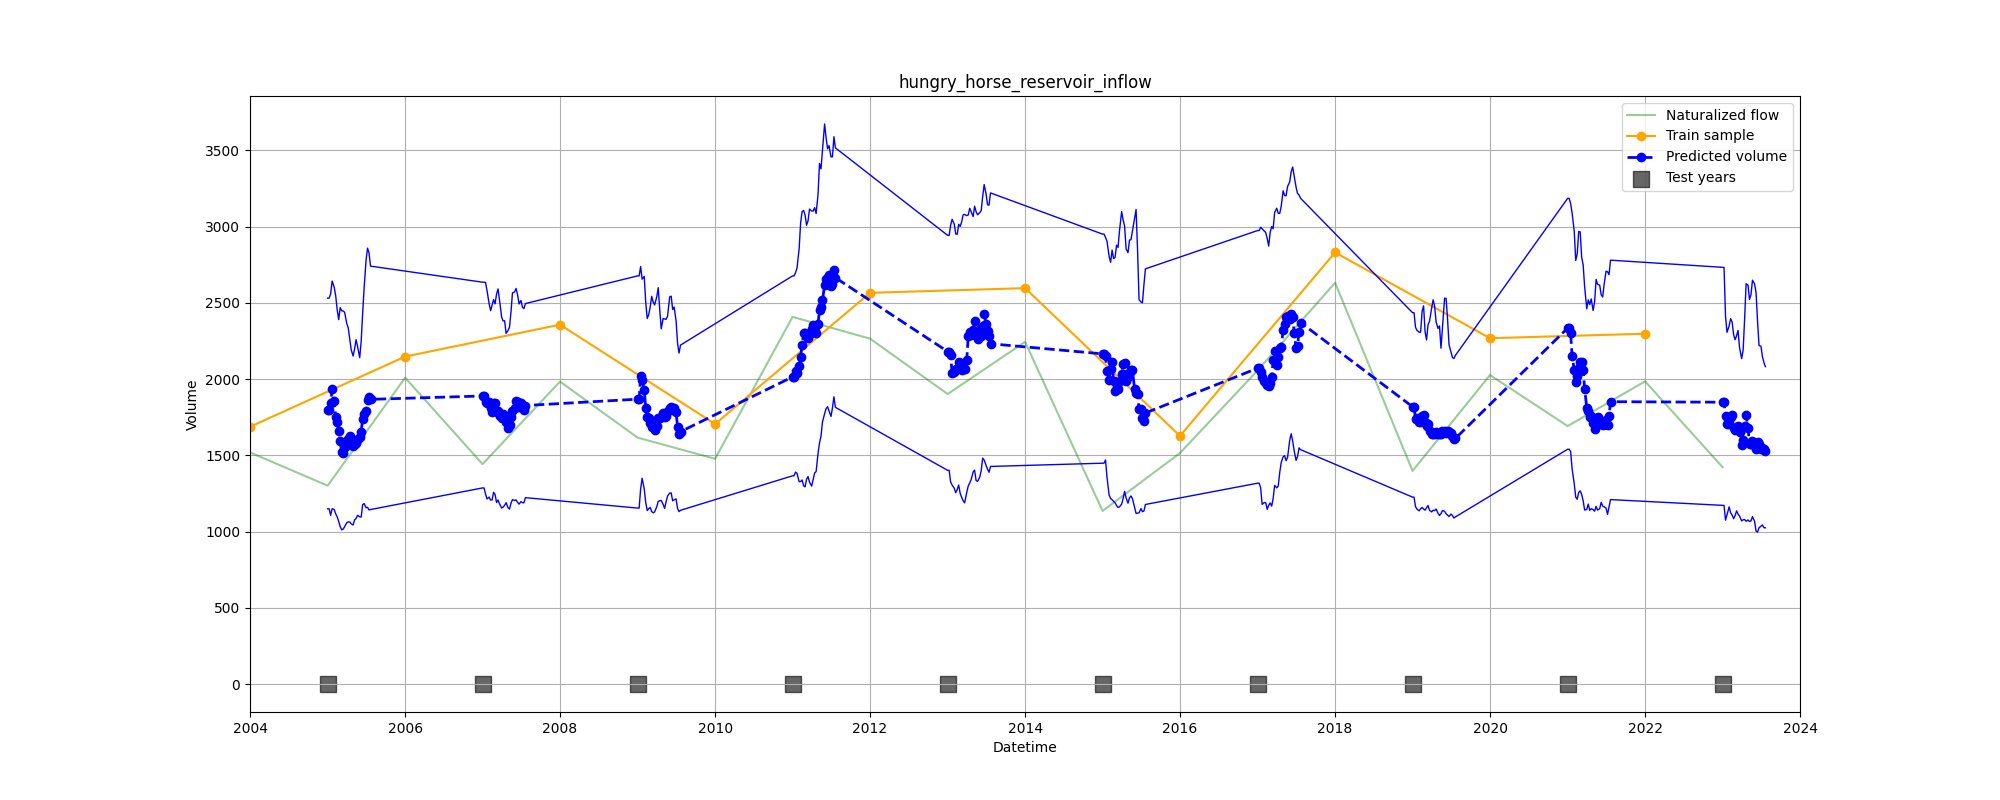 hungry_horse_reservoir_inflow
Naturalized flow
Train sample
Predicted volume
Test years
3500
3000
2500
2000
1500
1000
500
0
Volume
2004 2006 2008 2010 2012 2014 2016 2018 2020 2022 2024
Datetime